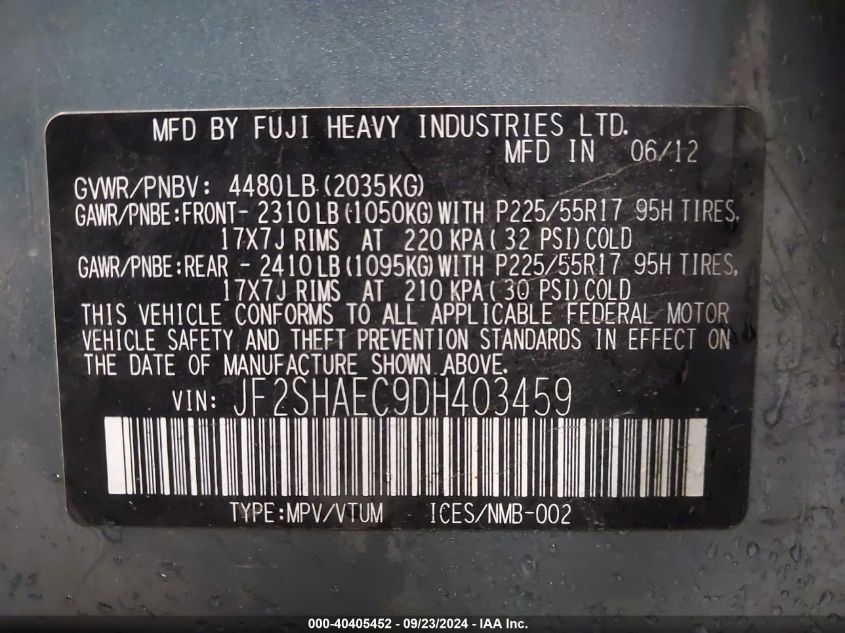 MFD BY FUJI HEAVY INDUSTRIES LTD.
MFD IN 06/12
GVWR/PNBV: 4480LB (2035KG)
GAWR/PNBE:FRONT- 2310LB (1050KG) WITH P225/55R17 95H TIRES,
17X7J RIMS AT 220 KPA( 32 PSI) COLD
GAWR/PNBE:REAR - 2410LB (1095KG) WITH P225/55R17 95H TIRES,
17X7J RIMS AT 210 KPA( 30 PSI) COLD
THIS VEHICLE CONFORMS TO ALL APPLICABLE FEDERAL MOTOR
VEHICLE SAFETY AND THEFT PREVENTION STANDARDS IN EFFECT ON
THE DATE OF MANUFACTURE SHOWN ABOVE.
VIN: JF2SHAEC9DH403459
TYPE:MPV/VTUM ICES/NMB-002
000-40405452 - 09/23/2024 - IAA Inc.